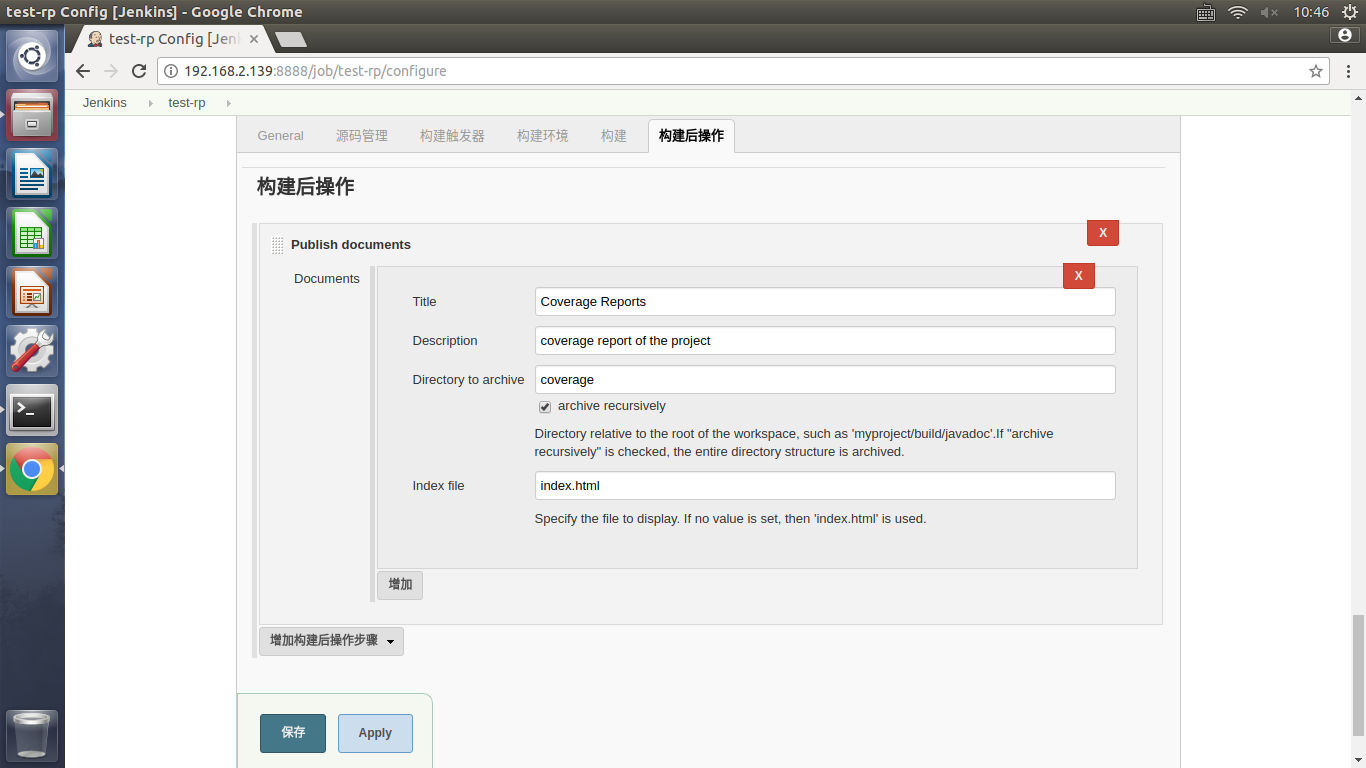 test-rp Config [Jenkins] - Google Chrome
10:46
test-rp Config [Jen
192.168.2.139:8888/job/test-rp/configure
Jenkins
test-rp
General
源码管理
构建触发器
构建环境
构建
构建后操作
构建后操作
X
Publish documents
X
Documents
Title
Coverage Reports
Description
coverage report of the project
Directory to archive
coverage
archive recursively
Directory relative to the root of the workspace, such as 'myproject/build/javadoc'.If "archive
recursively" is checked, the entire directory structure is archived.
Index file
index.html
Specify the file to display. If no value is set, then 'index.html' is used.
增加
增加构建后操作步骤
保存
Apply